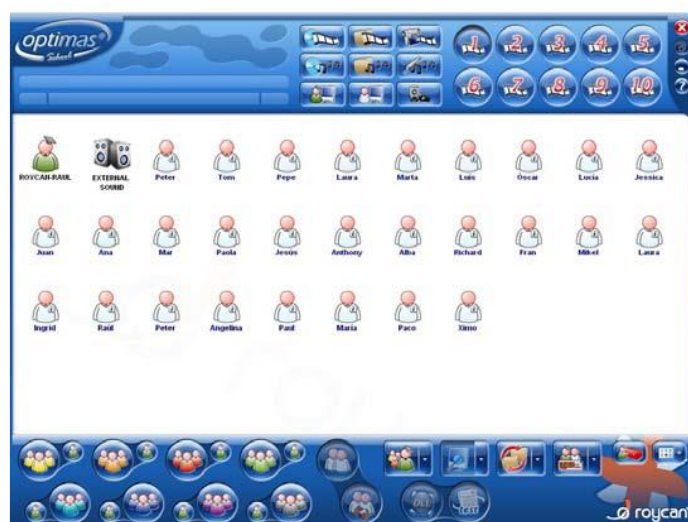 optimas
School
1 2 3 4 5
6 7 8 9 10
?
ROYCAN-RAUL EXTERNAL SOUND Peter Tom Pepe Laura Marta Luis Oscar Lucía Jessica
Juan Ana Mar Paola Jesús Anthony Alba Richard Fran Mikel Laura
Ingrid Raúl Peter Angelina Paul María Paco Ximo
test
roycan